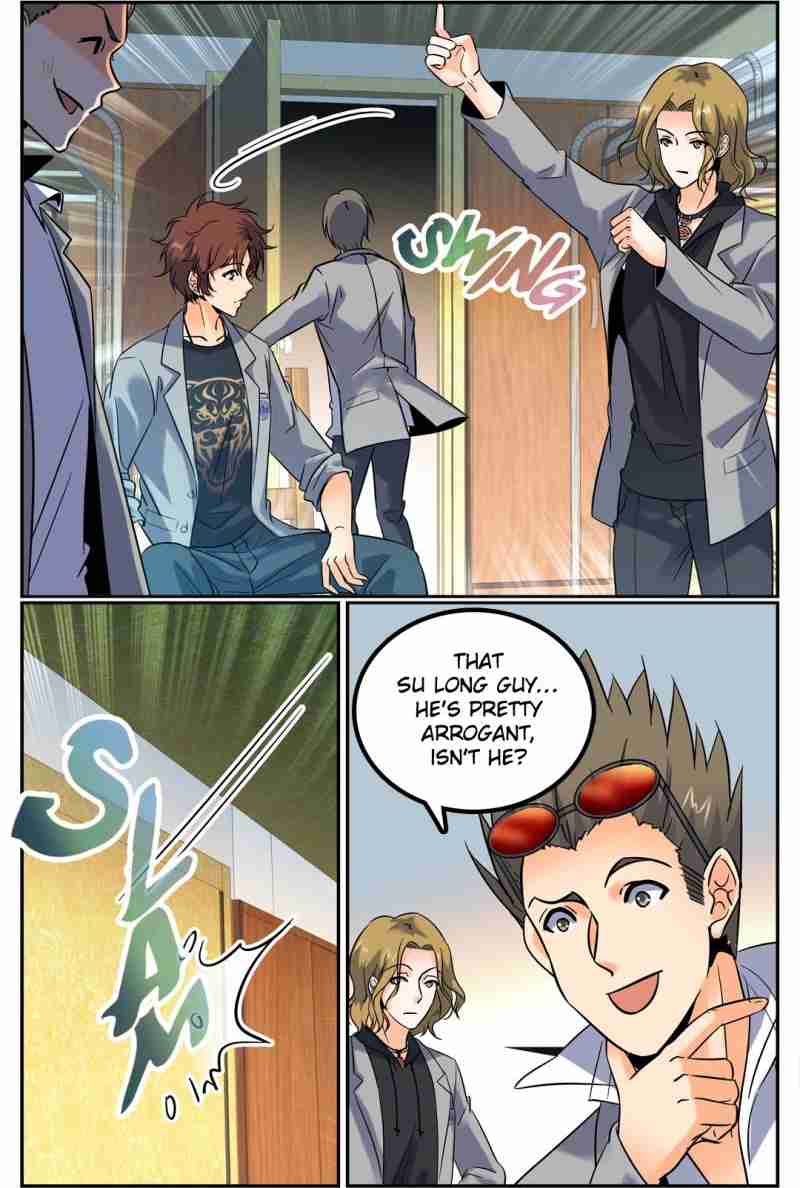 SWING
SLAM
THAT
SU LONG GUY...
HE'S PRETTY
ARROGANT,
ISN'T HE?